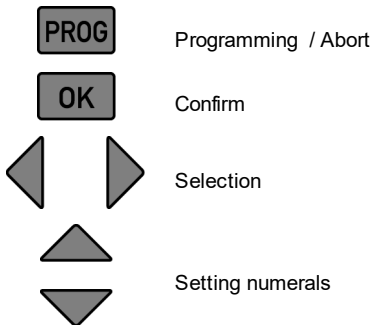 PROG Programming / Abort
OK Confirm
Selection
Setting numerals